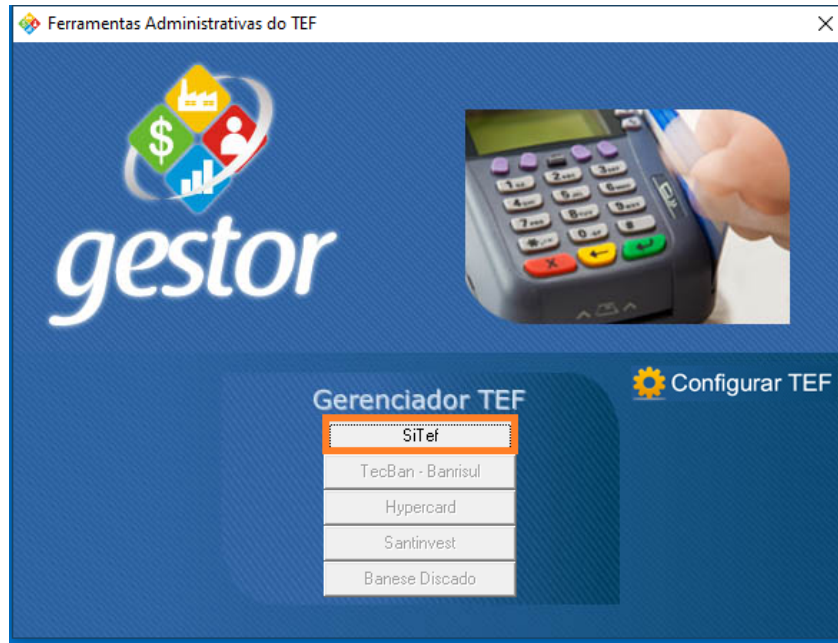 Ferramentas Administrativas do TEF
$
gestor
Configurar TEF
Gerenciador TEF
SiTef
TecBan - Banrisul
Hypercard
Santinvest
Banese Discado